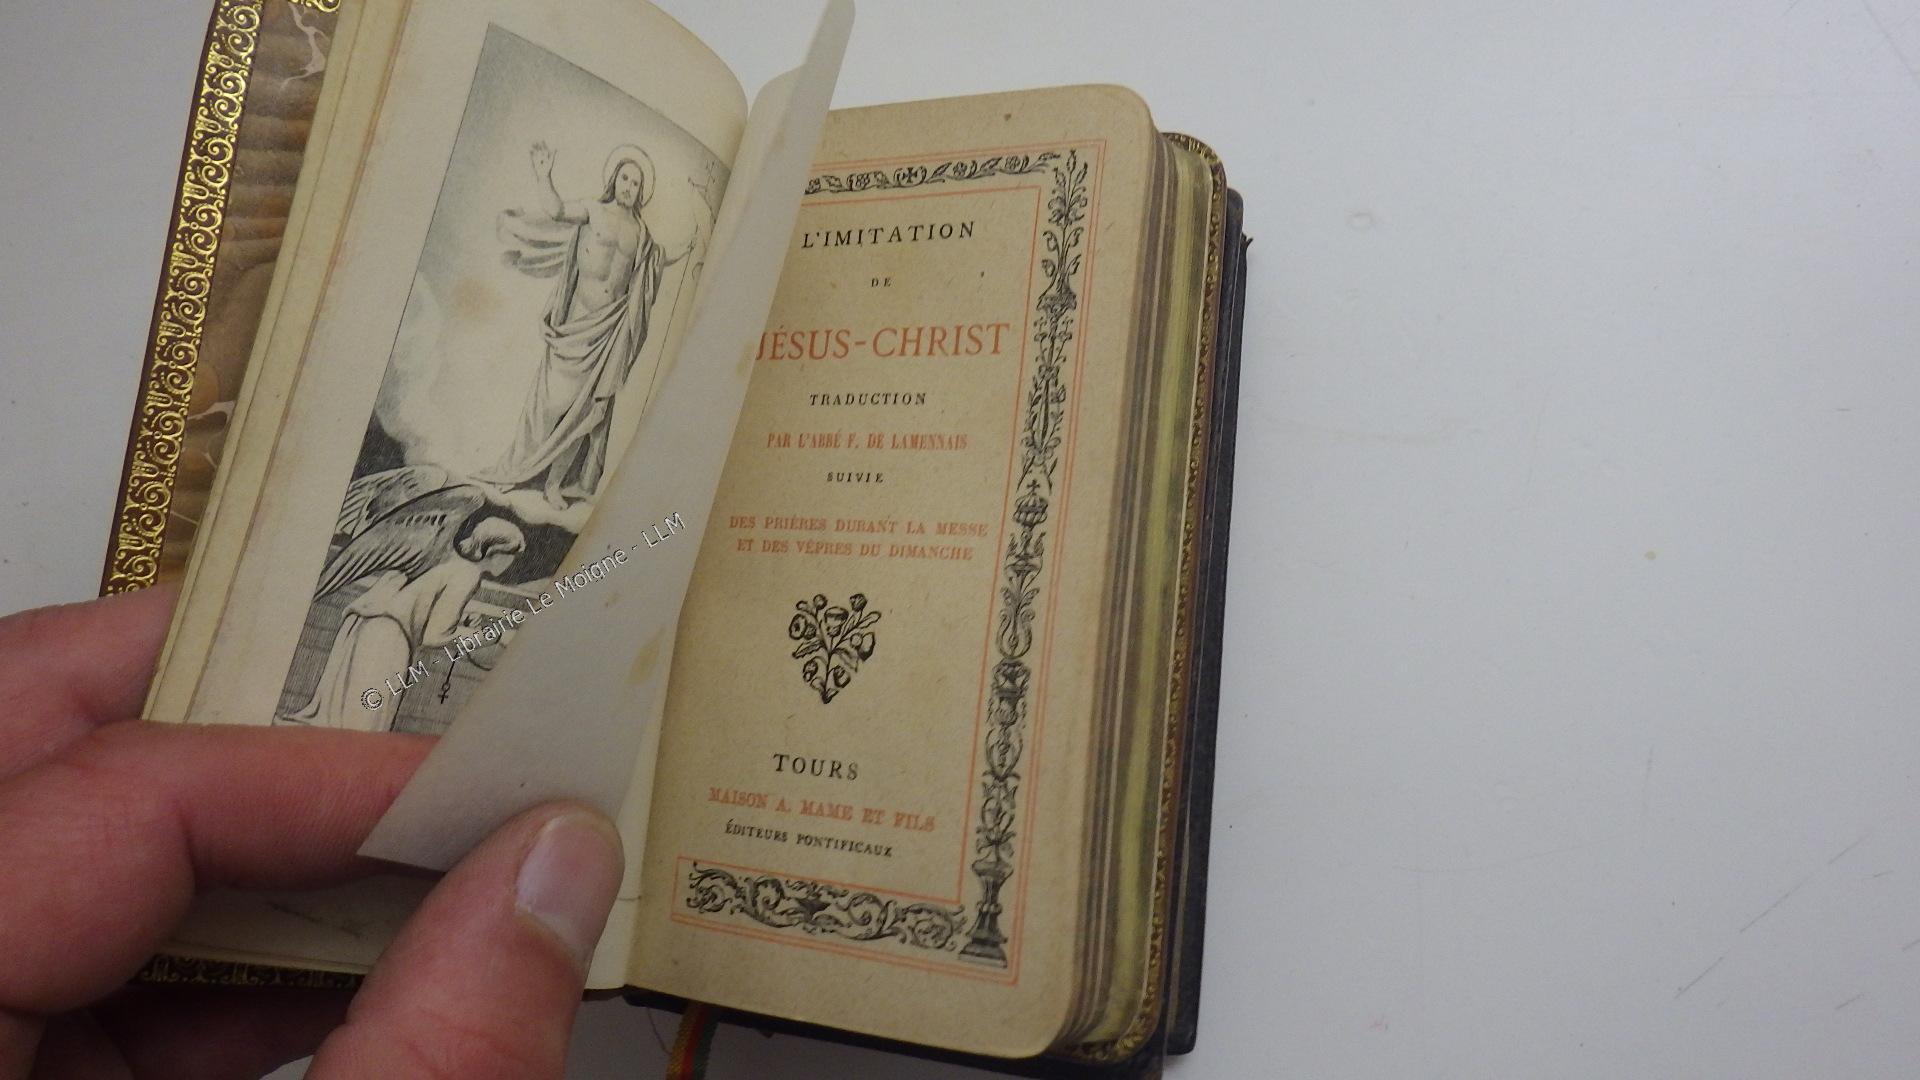 L'IMITATION
DE
JÉSUS-CHRIST
TRADUCTION
PAR L'ABBÉ F. DE LAMENNAIS
SUIVIE
DES PRIÈRES DURANT LA MESSE
ET DES VÊPRES DU DIMANCHE
TOURS
MAISON A. MAME ET FILS
ÉDITEURS PONTIFICAUX
© LLM - Librairie Le Moigne - LLM